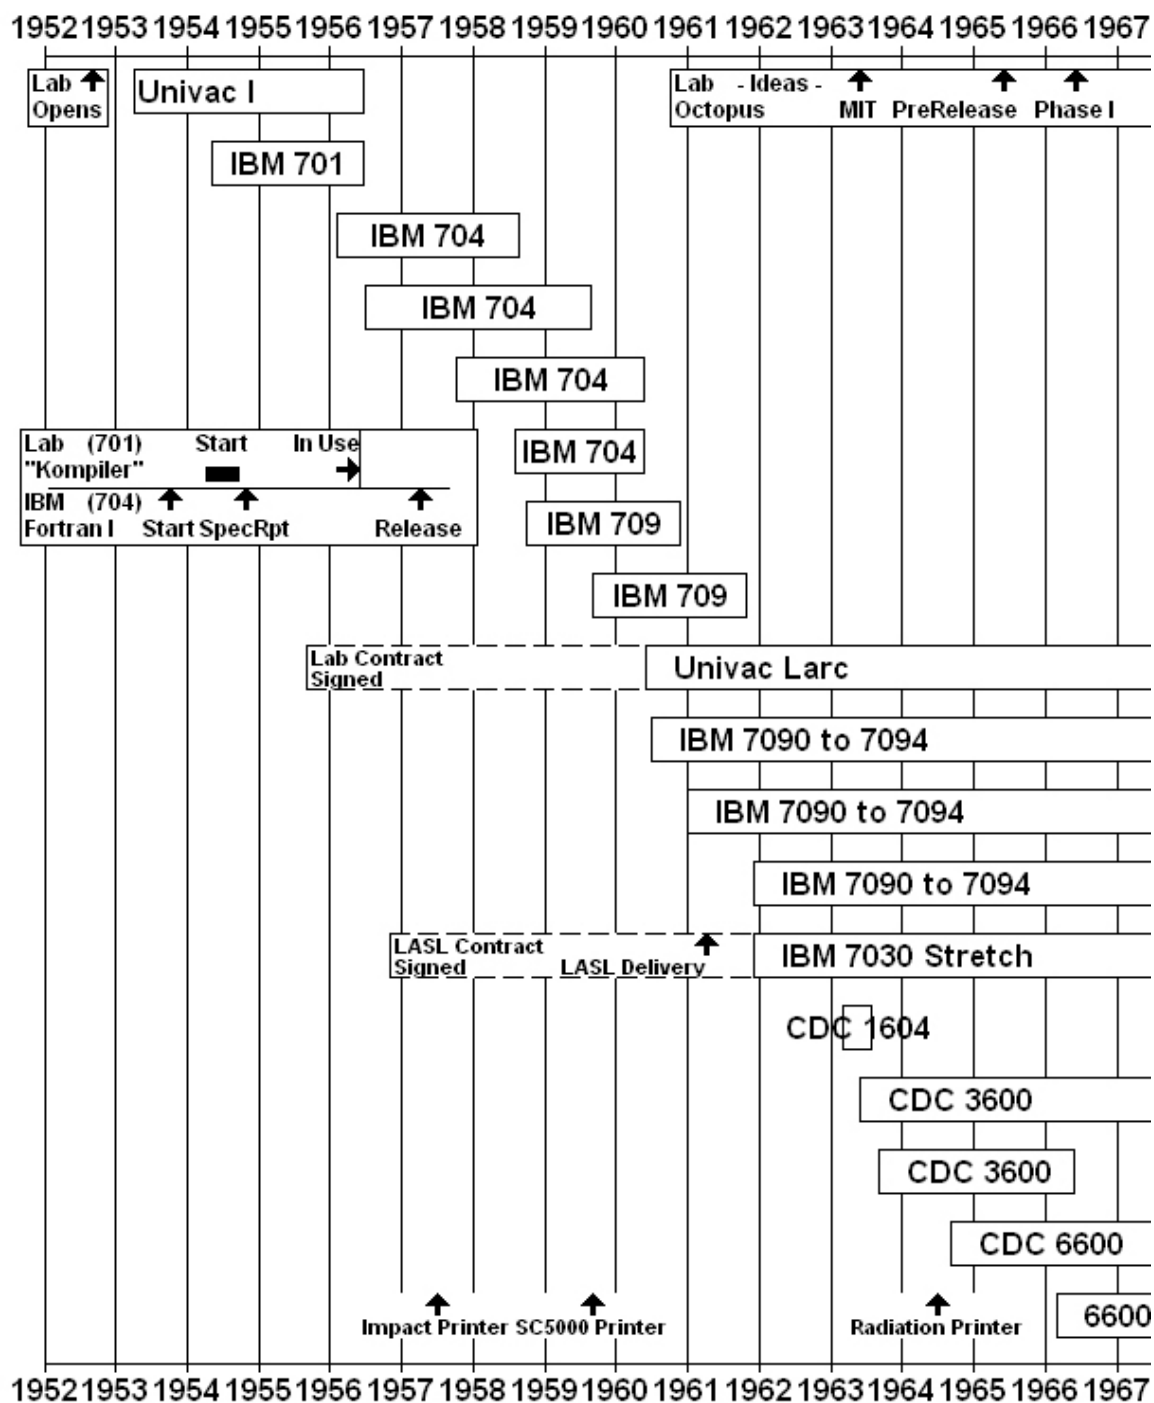 1952 1953 1954 1955 1956 1957 1958 1959 1960 1961 1962 1963 1964 1965 1966 1967
Lab
Opens
Univac I
Lab - Ideas -
Octopus MIT PreRelease Phase I
IBM 701
IBM 704
IBM 704
IBM 704
Lab (701) Start In Use
"Kompiler"
IBM (704)
Fortran I Start SpecRpt Release
IBM 704
IBM 709
IBM 709
Lab Contract
Signed
Univac Larc
IBM 7090 to 7094
IBM 7090 to 7094
IBM 7090 to 7094
LASL Contract
Signed LASL Delivery
IBM 7030 Stretch
CDC 1604
CDC 3600
CDC 3600
CDC 6600
6600
Impact Printer SC5000 Printer Radiation Printer
1952 1953 1954 1955 1956 1957 1958 1959 1960 1961 1962 1963 1964 1965 1966 1967